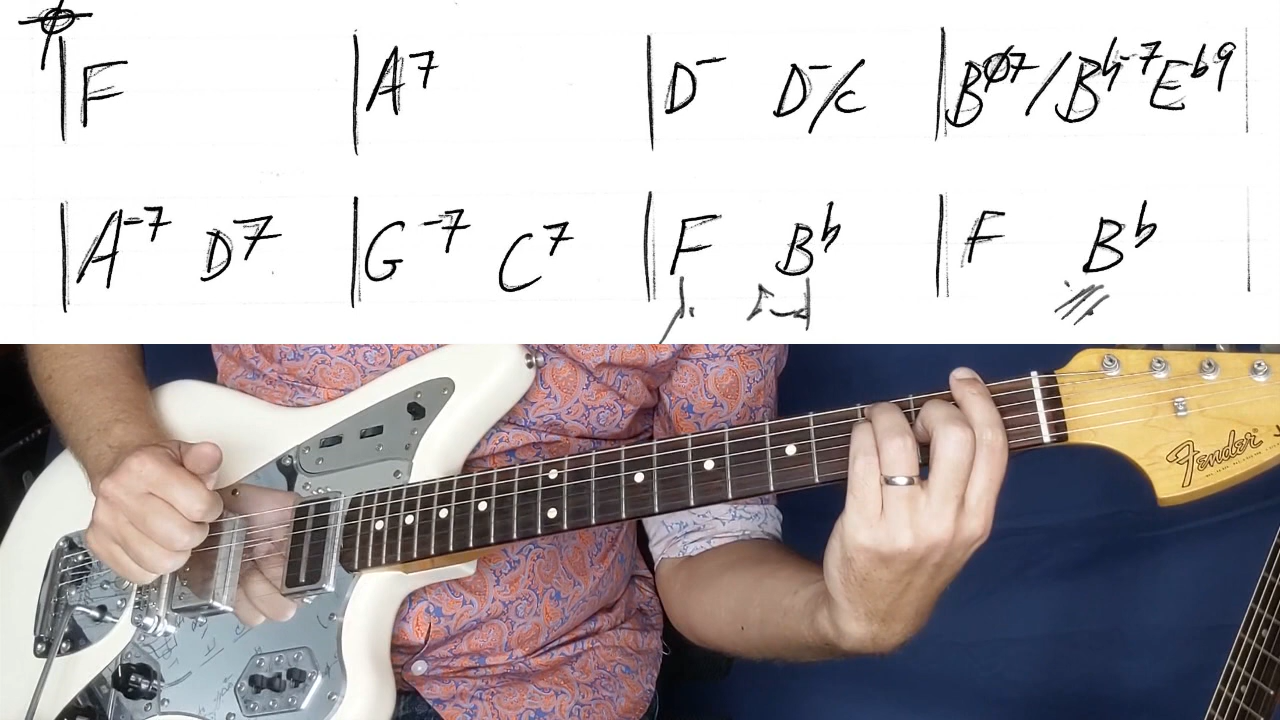 F A7 D- D-/C Bø7/Bb-7 Eb9
A-7 D7 G-7 C7 F Bb F Bb
Fender